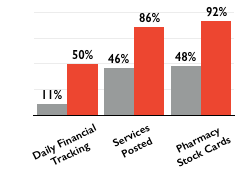 92%
86%
50%
46%
48%
11%
Daily Financial
Tracking
Services
Posted
Pharmacy
Stock Cards